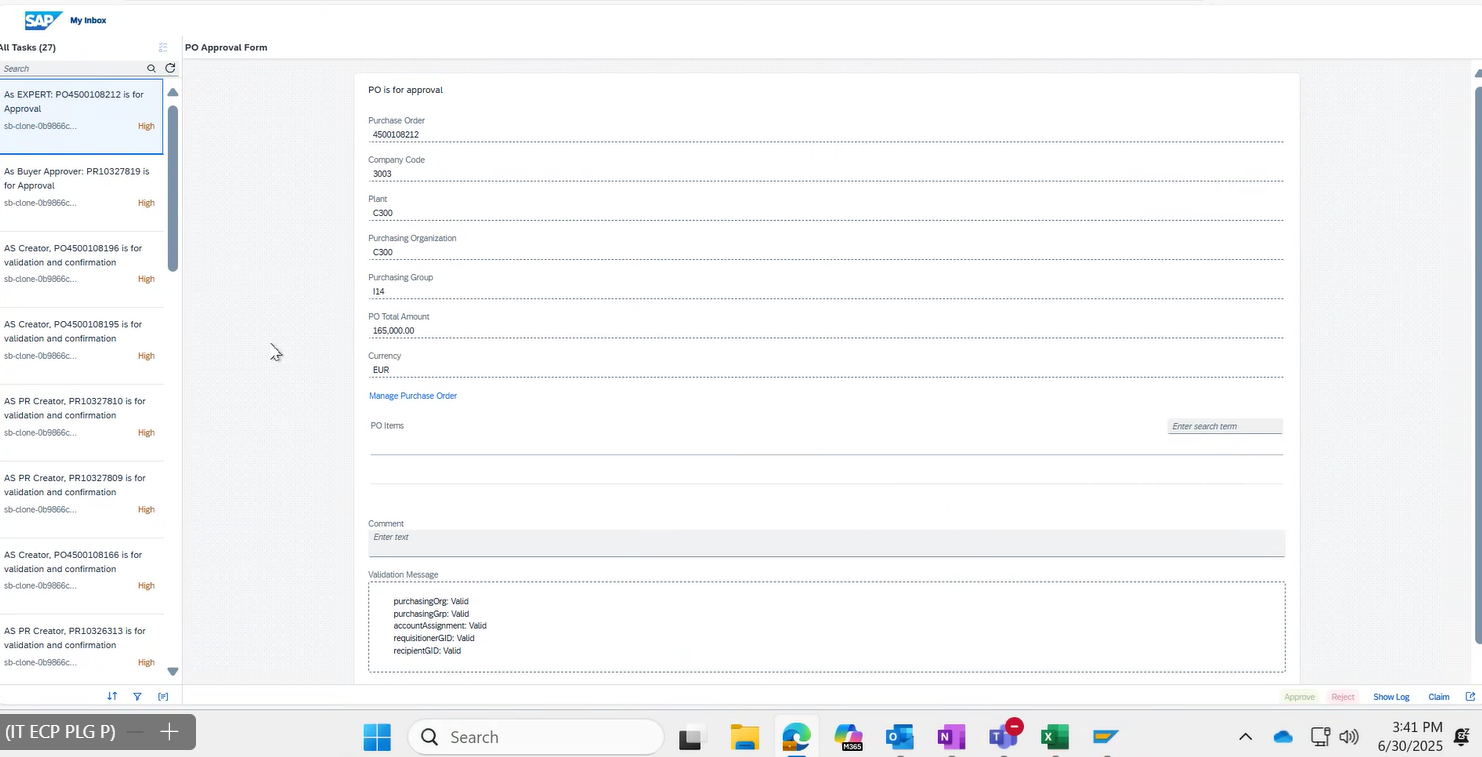 SAP My Inbox
All Tasks (27)
PO Approval Form
Search
As EXPERT: PO4500108212 is for
Approval
sb-clone-0b9866c... High
As Buyer Approver: PR10327819 is
for Approval
sb-clone-0b9866c... High
AS Creator, PO4500108196 is for
validation and confirmation
sb-clone-0b9866c... High
AS Creator, PO4500108195 is for
validation and confirmation
sb-clone-0b9866c... High
AS PR Creator, PR10327810 is for
validation and confirmation
sb-clone-0b9866c... High
AS PR Creator, PR10327809 is for
validation and confirmation
sb-clone-0b9866c... High
AS Creator, PO4500108166 is for
validation and confirmation
sb-clone-0b9866c... High
AS PR Creator, PR10326313 is for
validation and confirmation
sb-clone-0b9866c... High
PO is for approval
Purchase Order
4500108212
Company Code
3003
Plant
C300
Purchasing Organization
C300
Purchasing Group
I14
PO Total Amount
165,000.00
Currency
EUR
Manage Purchase Order
PO Items
Enter search term
Comment
Enter text
Validation Message
purchasingOrg: Valid
purchasingGrp: Valid
accountAssignment: Valid
requisitionerGID: Valid
recipientGID: Valid
Approve Reject Show Log Claim
(IT ECP PLG P)
Search
M365
3:41 PM
6/30/2025